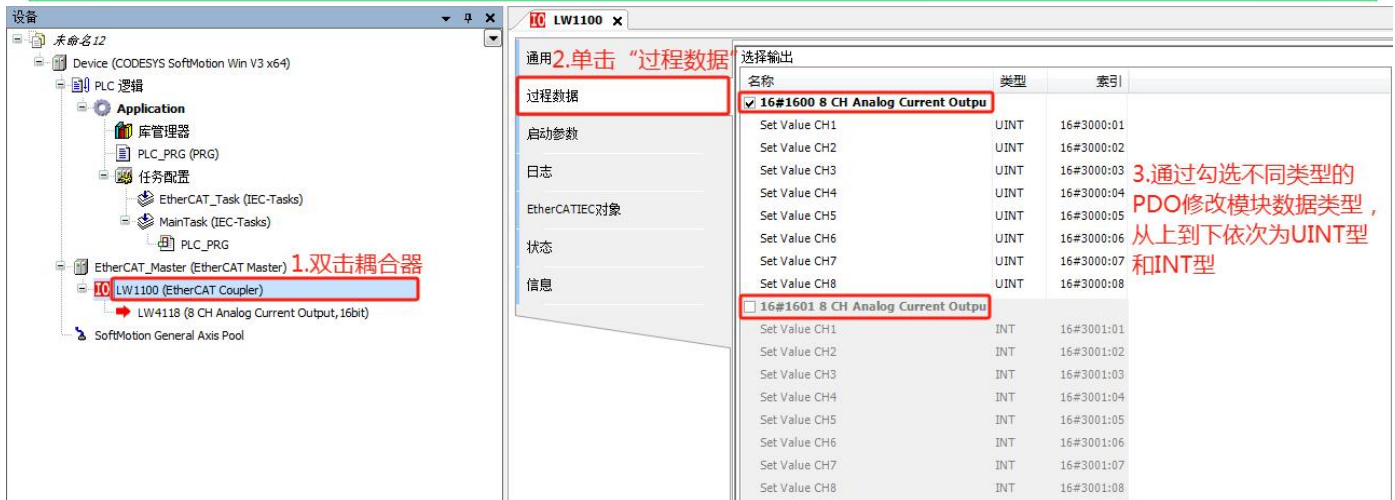 设备
未命名12
Device (CODESYS SoftMotion Win V3 x64)
PLC 逻辑
Application
库管理器
PLC_PRG (PRG)
任务配置
EtherCAT_Task (IEC-Tasks)
MainTask (IEC-Tasks)
PLC_PRG
EtherCAT_Master (EtherCAT Master)
1.双击耦合器
LW1100 (EtherCAT Coupler)
LW4118 (8 CH Analog Current Output,16bit)
SoftMotion General Axis Pool
LW1100
通用
2.单击“过程数据”
过程数据
启动参数
日志
EtherCATIEC对象
状态
信息
选择输出
名称 类型 索引
16#1600 8 CH Analog Current Outpu
Set Value CH1 UINT 16#3000:01
Set Value CH2 UINT 16#3000:02
Set Value CH3 UINT 16#3000:03
Set Value CH4 UINT 16#3000:04
Set Value CH5 UINT 16#3000:05
Set Value CH6 UINT 16#3000:06
Set Value CH7 UINT 16#3000:07
Set Value CH8 UINT 16#3000:08
16#1601 8 CH Analog Current Outpu
Set Value CH1 INT 16#3001:01
Set Value CH2 INT 16#3001:02
Set Value CH3 INT 16#3001:03
Set Value CH4 INT 16#3001:04
Set Value CH5 INT 16#3001:05
Set Value CH6 INT 16#3001:06
Set Value CH7 INT 16#3001:07
Set Value CH8 INT 16#3001:08
3.通过勾选不同类型的
PDO修改模块数据类型，
从上到下依次为UINT型
和INT型